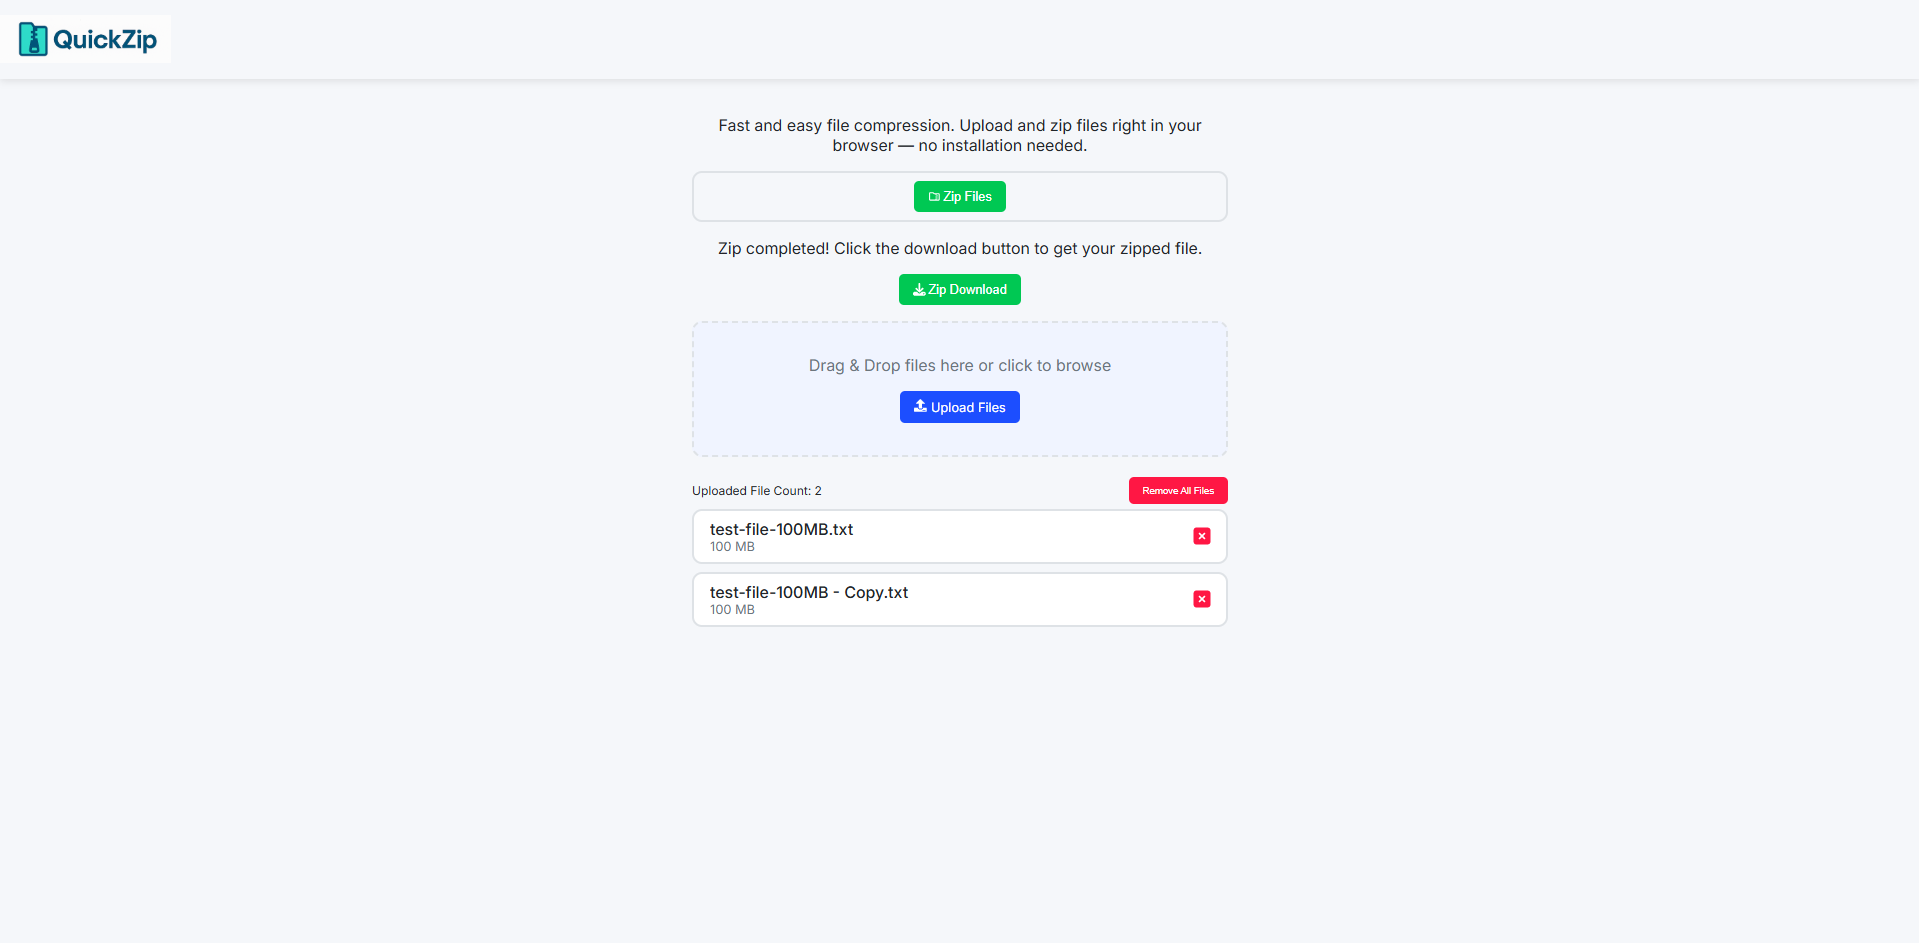 QuickZip
Fast and easy file compression. Upload and zip files right in your
browser — no installation needed.
Zip Files
Zip completed! Click the download button to get your zipped file.
Zip Download
Drag & Drop files here or click to browse
Upload Files
Uploaded File Count: 2
Remove All Files
test-file-100MB.txt
100 MB
test-file-100MB - Copy.txt
100 MB